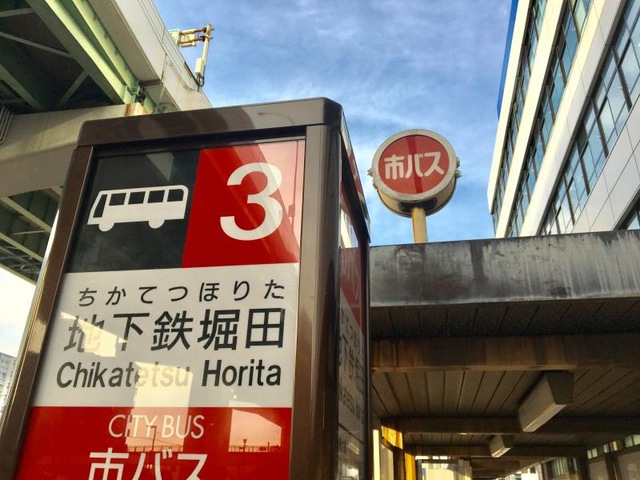 3
ちかてつほりた
地下鉄堀田
Chikatetsu Horita
CITY BUS
市バス
市バス